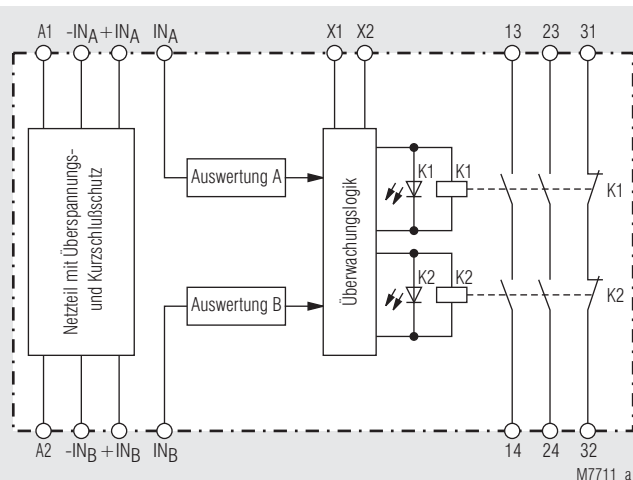 A1 -INA +INA INA X1 X2 13 23 31
Netzteil mit Überspannungs-
und Kurzschlußschutz
Auswertung A
Auswertung B
Überwachungslogik
K1 K1 K1
K2 K2 K2
A2 -INB +INB INB 14 24 32
M7711_a